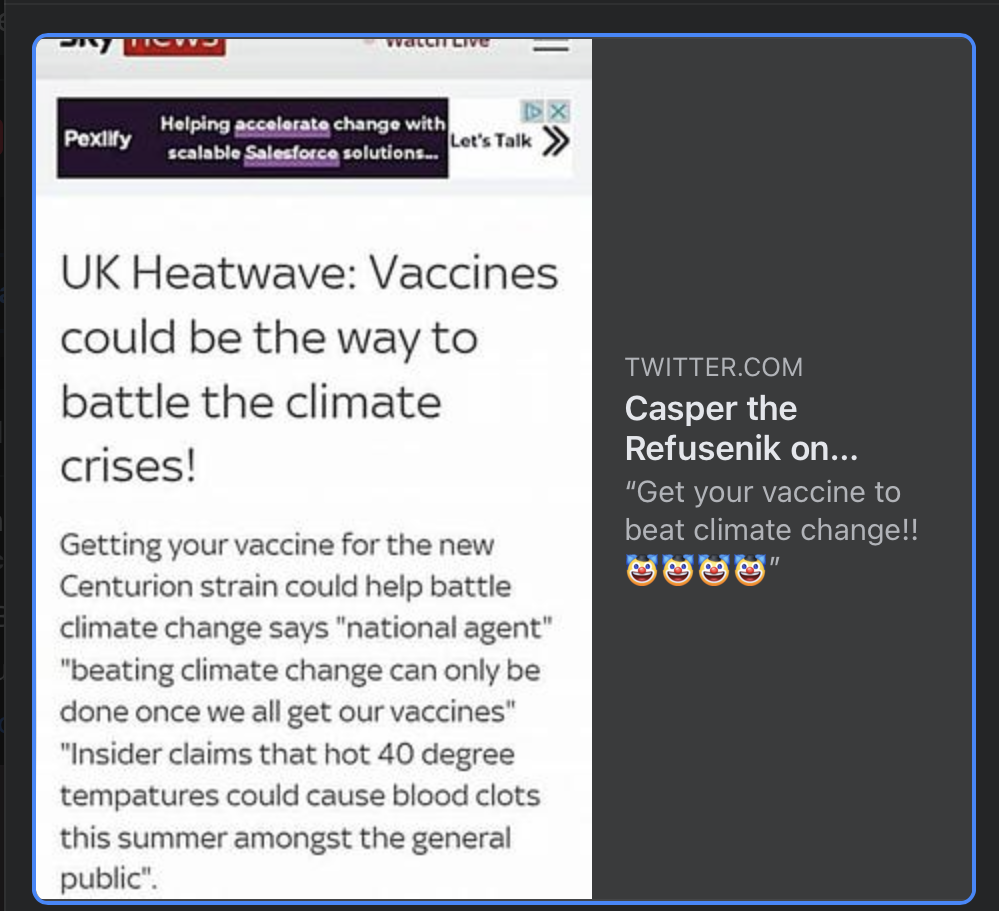 sky news
Watch Live
Pexlify
Helping accelerate change with
scalable Salesforce solutions...
Let's Talk
UK Heatwave: Vaccines
could be the way to
battle the climate
crises!
Getting your vaccine for the new
Centurion strain could help battle
climate change says "national agent"
"beating climate change can only be
done once we all get our vaccines"
"Insider claims that hot 40 degree
tempatures could cause blood clots
this summer amongst the general
public".
TWITTER.COM
Casper the
Refusenik on...
“Get your vaccine to
beat climate change!!
🤡🤡🤡🤡”